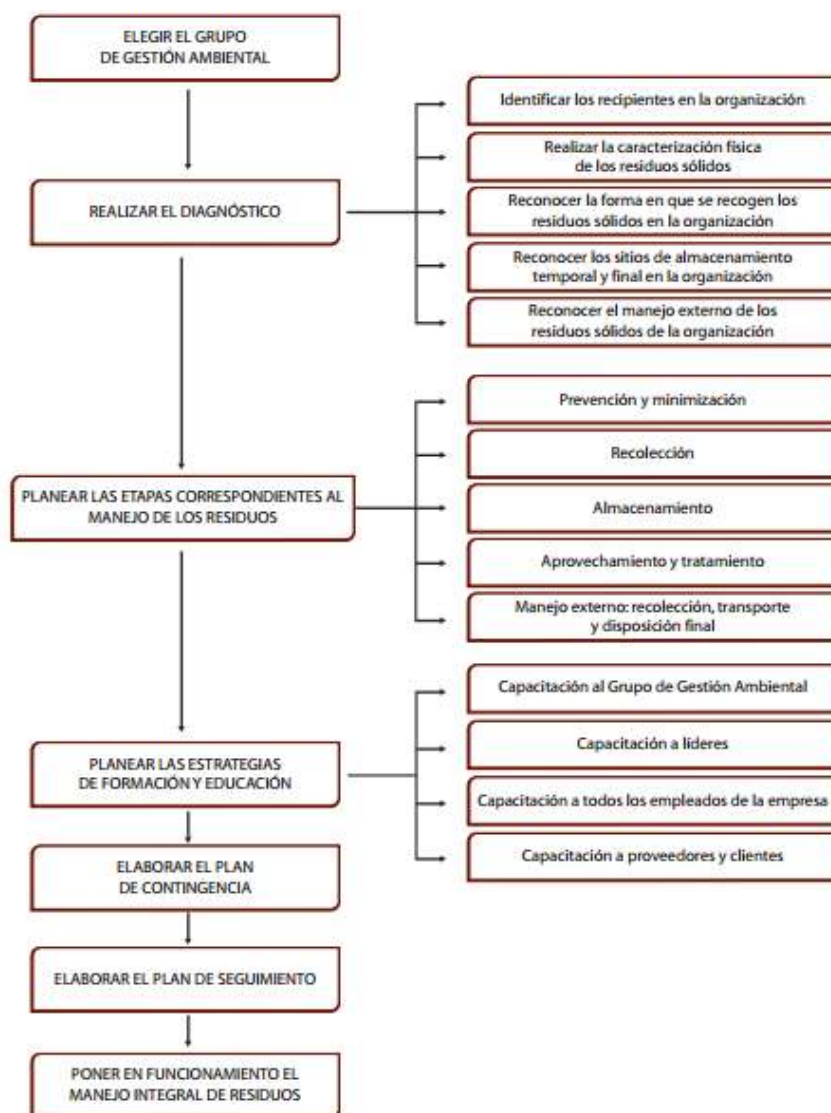 ELEGIR EL GRUPO
DE GESTIÓN AMBIENTAL
REALIZAR EL DIAGNÓSTICO
Identificar los recipientes en la organización
Realizar la caracterización física
de los residuos sólidos
Reconocer la forma en que se recogen los
residuos sólidos en la organización
Reconocer los sitios de almacenamiento
temporal y final en la organización
Reconocer el manejo externo de los
residuos sólidos de la organización
PLANEAR LAS ETAPAS CORRESPONDIENTES AL
MANEJO DE LOS RESIDUOS
Prevención y minimización
Recolección
Almacenamiento
Aprovechamiento y tratamiento
Manejo externo: recolección, transporte
y disposición final
PLANEAR LAS ESTRATEGIAS
DE FORMACIÓN Y EDUCACIÓN
Capacitación al Grupo de Gestión Ambiental
Capacitación a líderes
Capacitación a todos los empleados de la empresa
Capacitación a proveedores y clientes
ELABORAR EL PLAN
DE CONTINGENCIA
ELABORAR EL PLAN DE SEGUIMIENTO
PONER EN FUNCIONAMIENTO EL
MANEJO INTEGRAL DE RESIDUOS